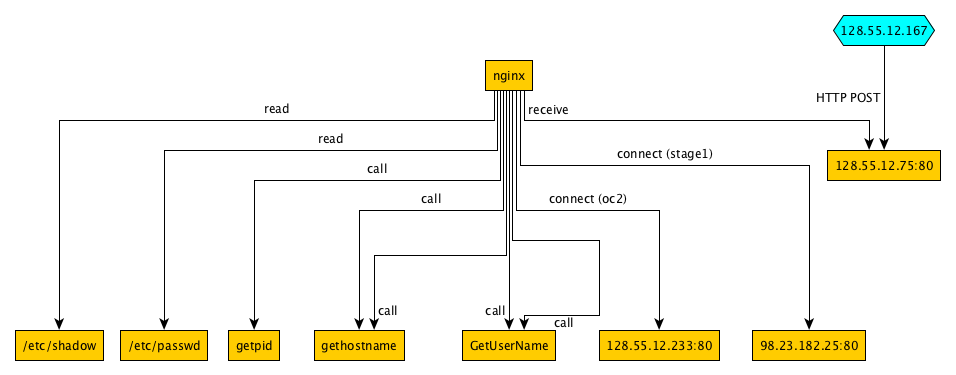 128.55.12.167
nginx
HTTP POST
read
receive
read
connect (stage1)
128.55.12.75:80
call
call
connect (oc2)
call
call
call
/etc/shadow
/etc/passwd
getpid
gethostname
GetUserName
128.55.12.233:80
98.23.182.25:80